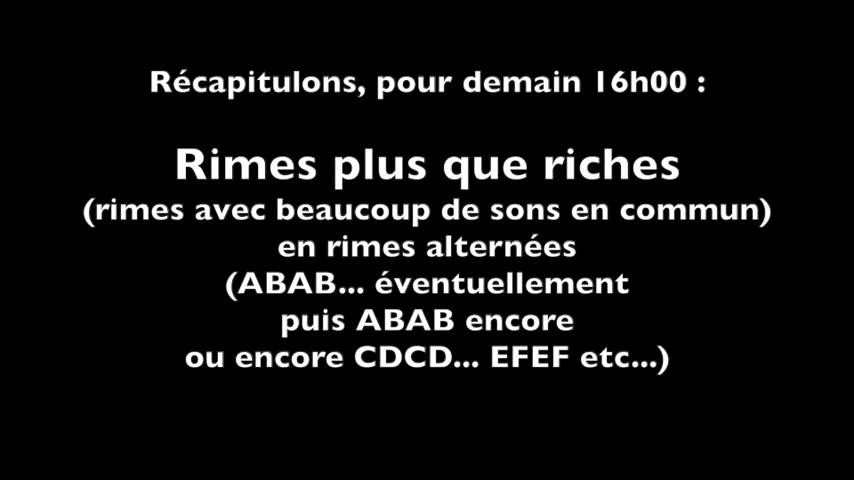 Récapitulons, pour demain 16h00 :
Rimes plus que riches
(rimes avec beaucoup de sons en commun)
en rimes alternées
(ABAB... éventuellement
puis ABAB encore
ou encore CDCD... EFEF etc...)